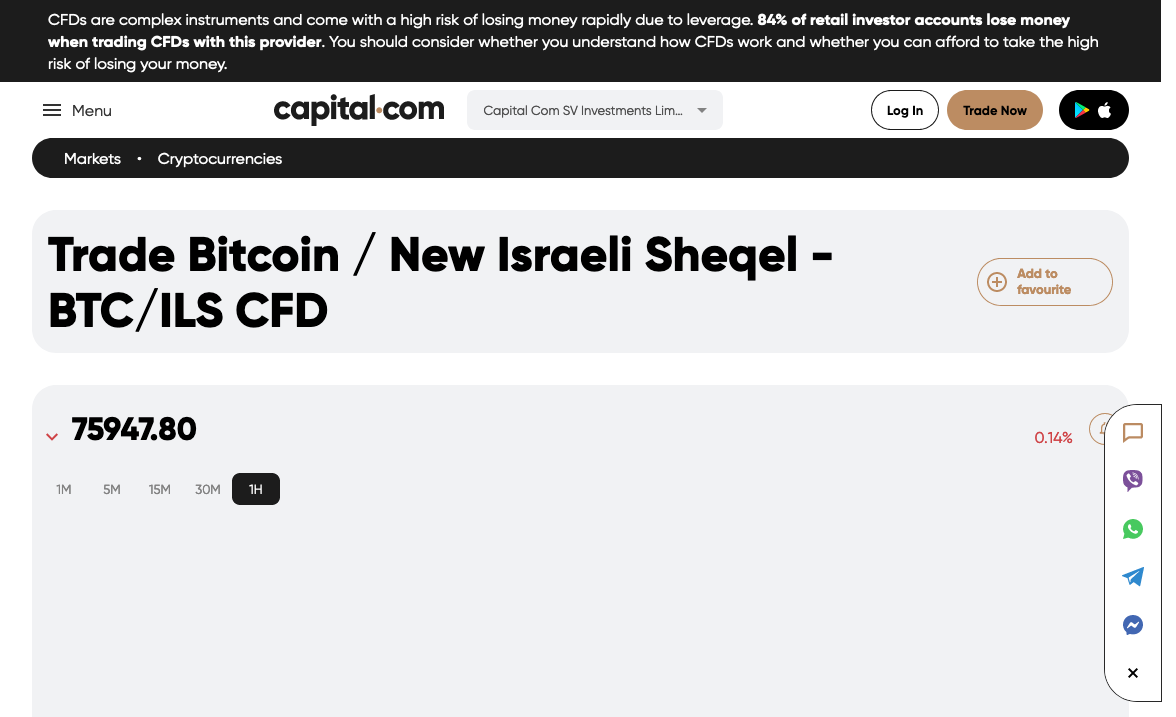 CFDs are complex instruments and come with a high risk of losing money rapidly due to leverage. 84% of retail investor accounts lose money
when trading CFDs with this provider. You should consider whether you understand how CFDs work and whether you can afford to take the high
risk of losing your money.
Menu
capital.com
Capital Com SV Investments Lim...
Log In
Trade Now
Markets • Cryptocurrencies
Trade Bitcoin / New Israeli Sheqel -
BTC/ILS CFD
Add to
favourite
75947.80
0.14%
1M 5M 15M 30M 1H